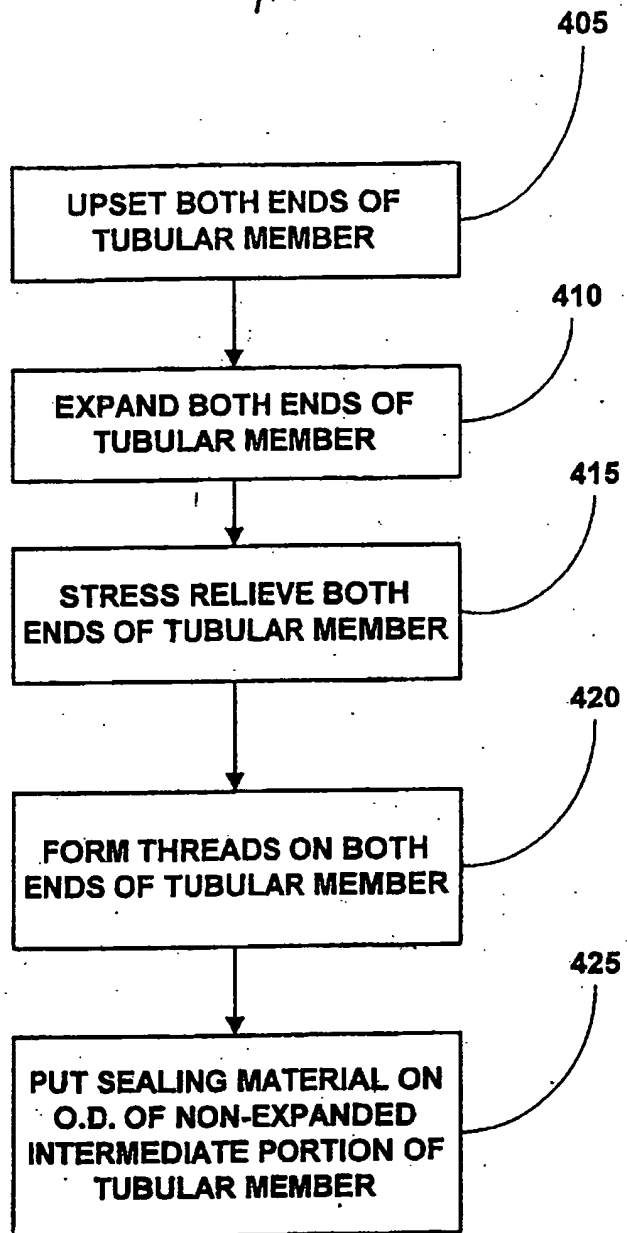 405
UPSET BOTH ENDS OF
TUBULAR MEMBER
410
EXPAND BOTH ENDS OF
TUBULAR MEMBER
415
STRESS RELIEVE BOTH
ENDS OF TUBULAR MEMBER
420
FORM THREADS ON BOTH
ENDS OF TUBULAR MEMBER
425
PUT SEALING MATERIAL ON
O.D. OF NON-EXPANDED
INTERMEDIATE PORTION OF
TUBULAR MEMBER